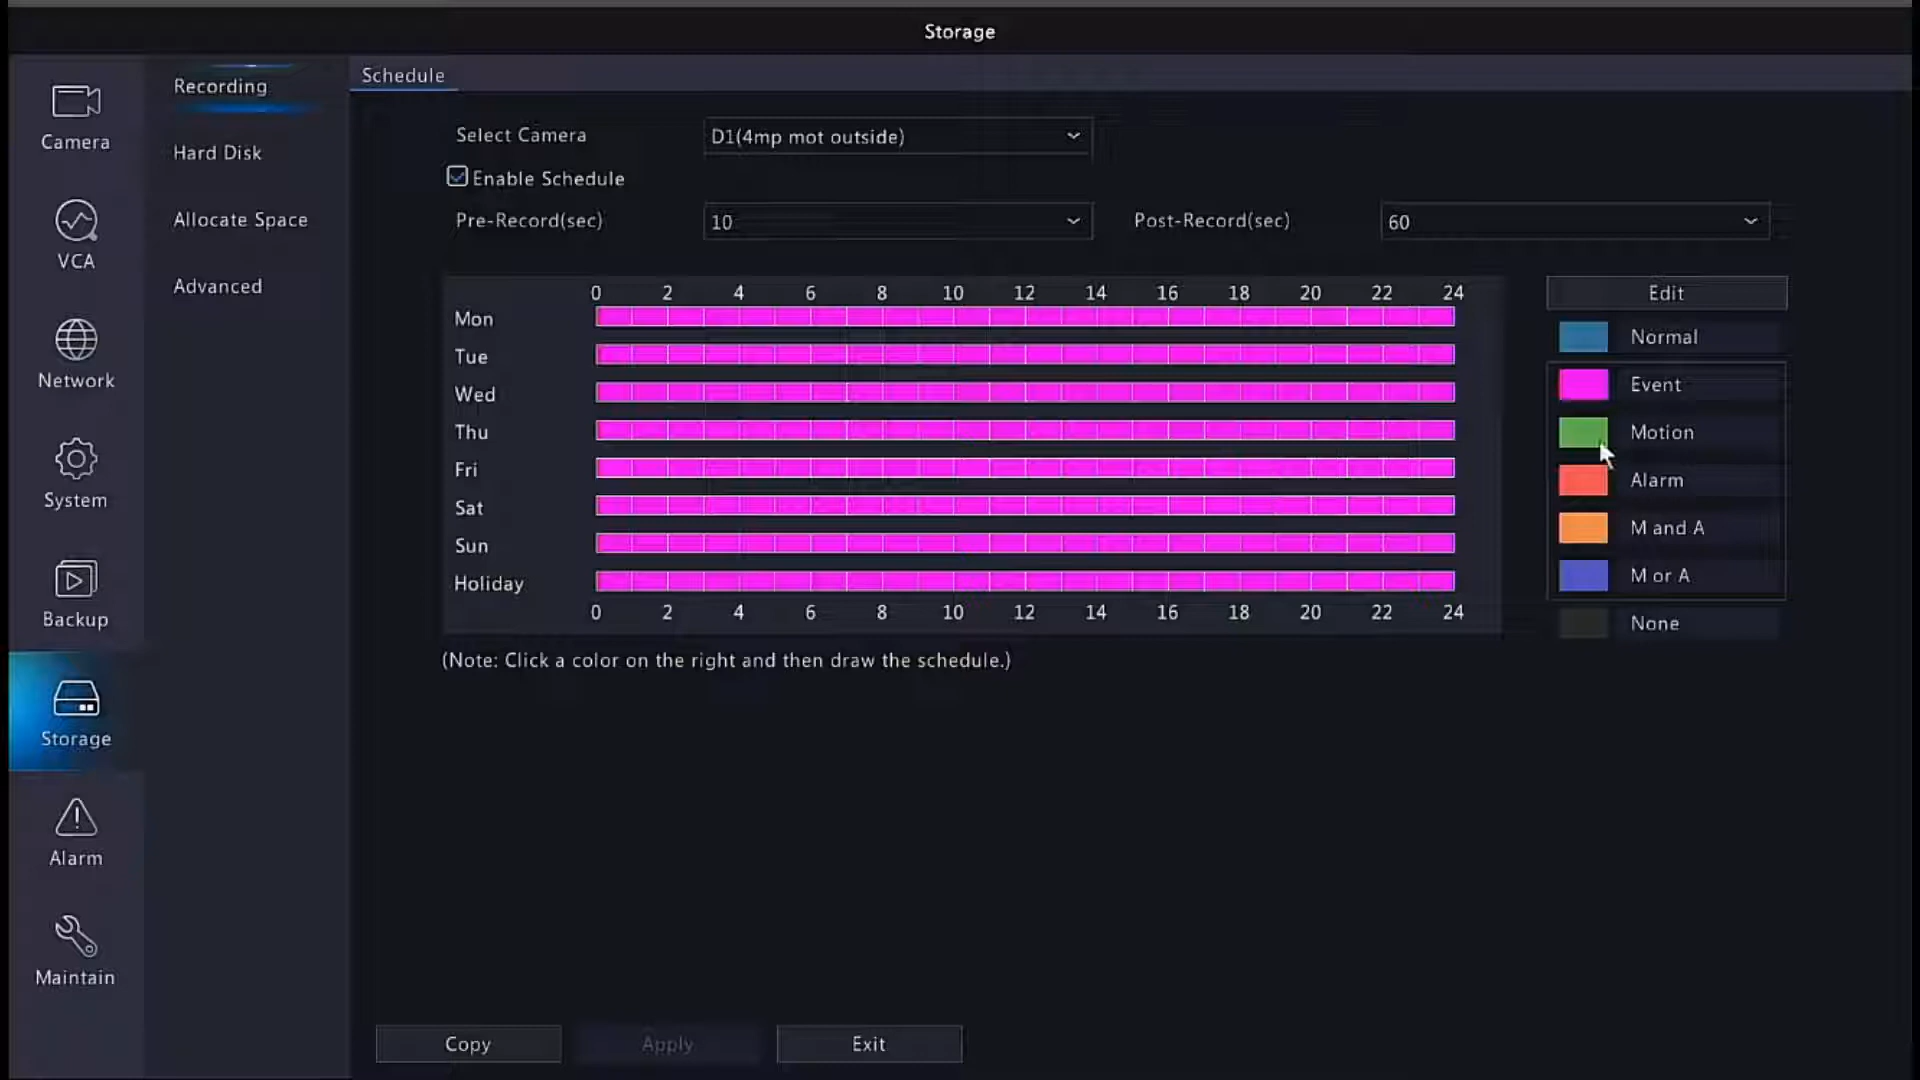 Storage
Camera
VCA
Network
System
Backup
Storage
Alarm
Maintain
Recording
Hard Disk
Allocate Space
Advanced
Schedule
Select Camera D1(4mp mot outside)
Enable Schedule
Pre-Record(sec) 10 Post-Record(sec) 60
0 2 4 6 8 10 12 14 16 18 20 22 24
Mon
Tue
Wed
Thu
Fri
Sat
Sun
Holiday
0 2 4 6 8 10 12 14 16 18 20 22 24
(Note: Click a color on the right and then draw the schedule.)
Edit
Normal
Event
Motion
Alarm
M and A
M or A
None
Copy Apply Exit